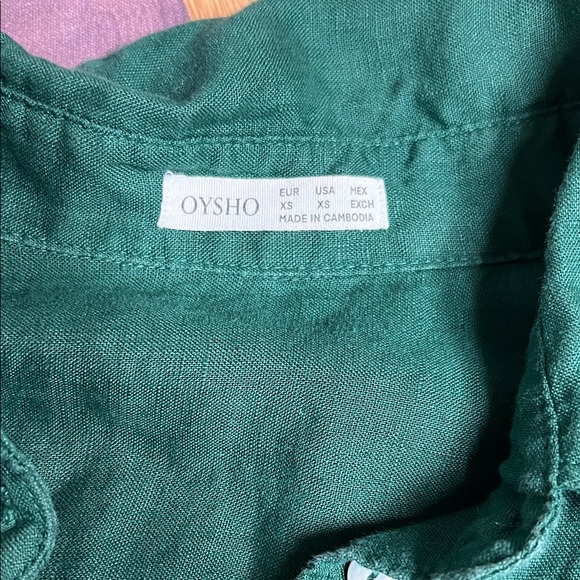 OYSHO
EUR USA MEX
XS XS EXCH
MADE IN CAMBODIA